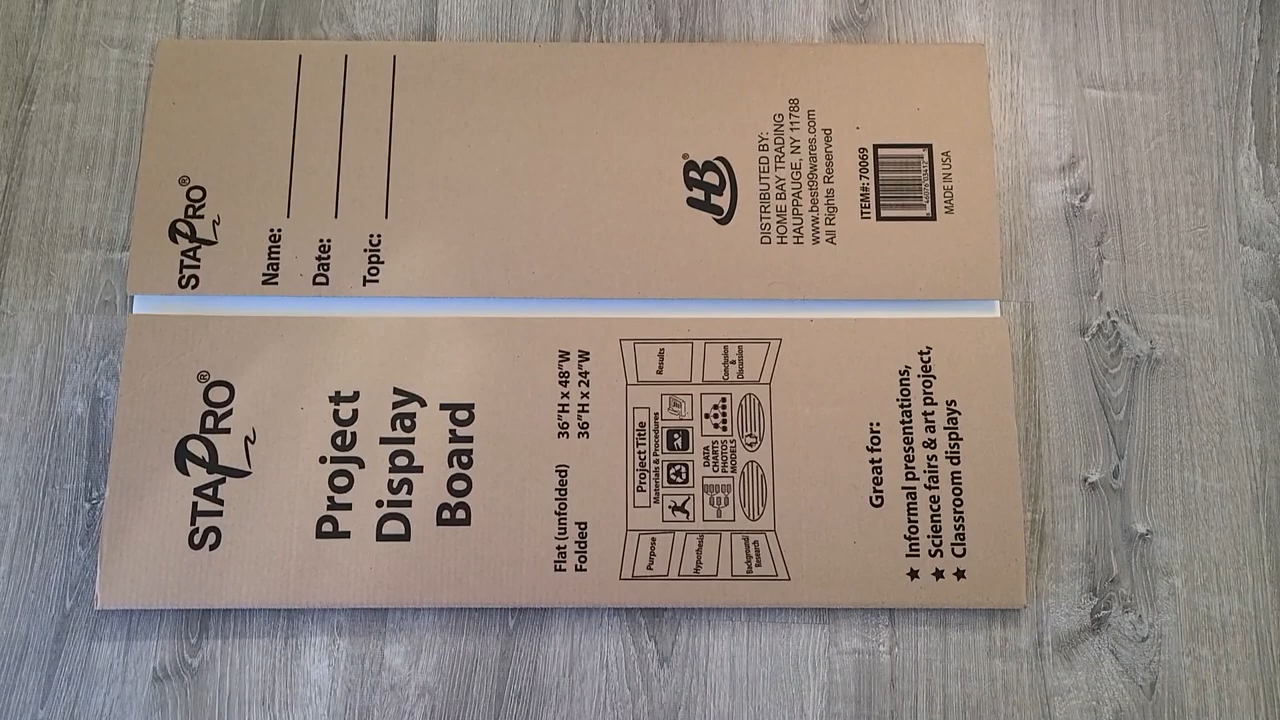 STAPRO®
Name:
Date:
Topic:
HB®
DISTRIBUTED BY:
HOME BAY TRADING
HAUPPAUGE, NY 11788
www.best99wares.com
All Rights Reserved
ITEM#: 70069
MADE IN USA
STAPRO®
Project
Display
Board
Flat (unfolded) 36"H x 48"W
Folded 36"H x 24"W
Purpose
Hypothesis
Background/
Research
Project Title
Materials & Procedures
DATA
CHARTS
PHOTOS
MODELS
Results
Conclusion
&
Discussion
Great for:
★ Informal presentations,
★ Science fairs & art project,
★ Classroom displays